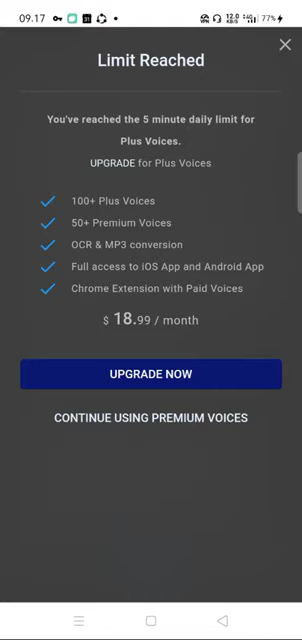 09.17
12.0
KB/S
4G
77%
Limit Reached
You've reached the 5 minute daily limit for
Plus Voices.
UPGRADE for Plus Voices
100+ Plus Voices
50+ Premium Voices
OCR & MP3 conversion
Full access to iOS App and Android App
Chrome Extension with Paid Voices
$ 18.99 / month
UPGRADE NOW
CONTINUE USING PREMIUM VOICES